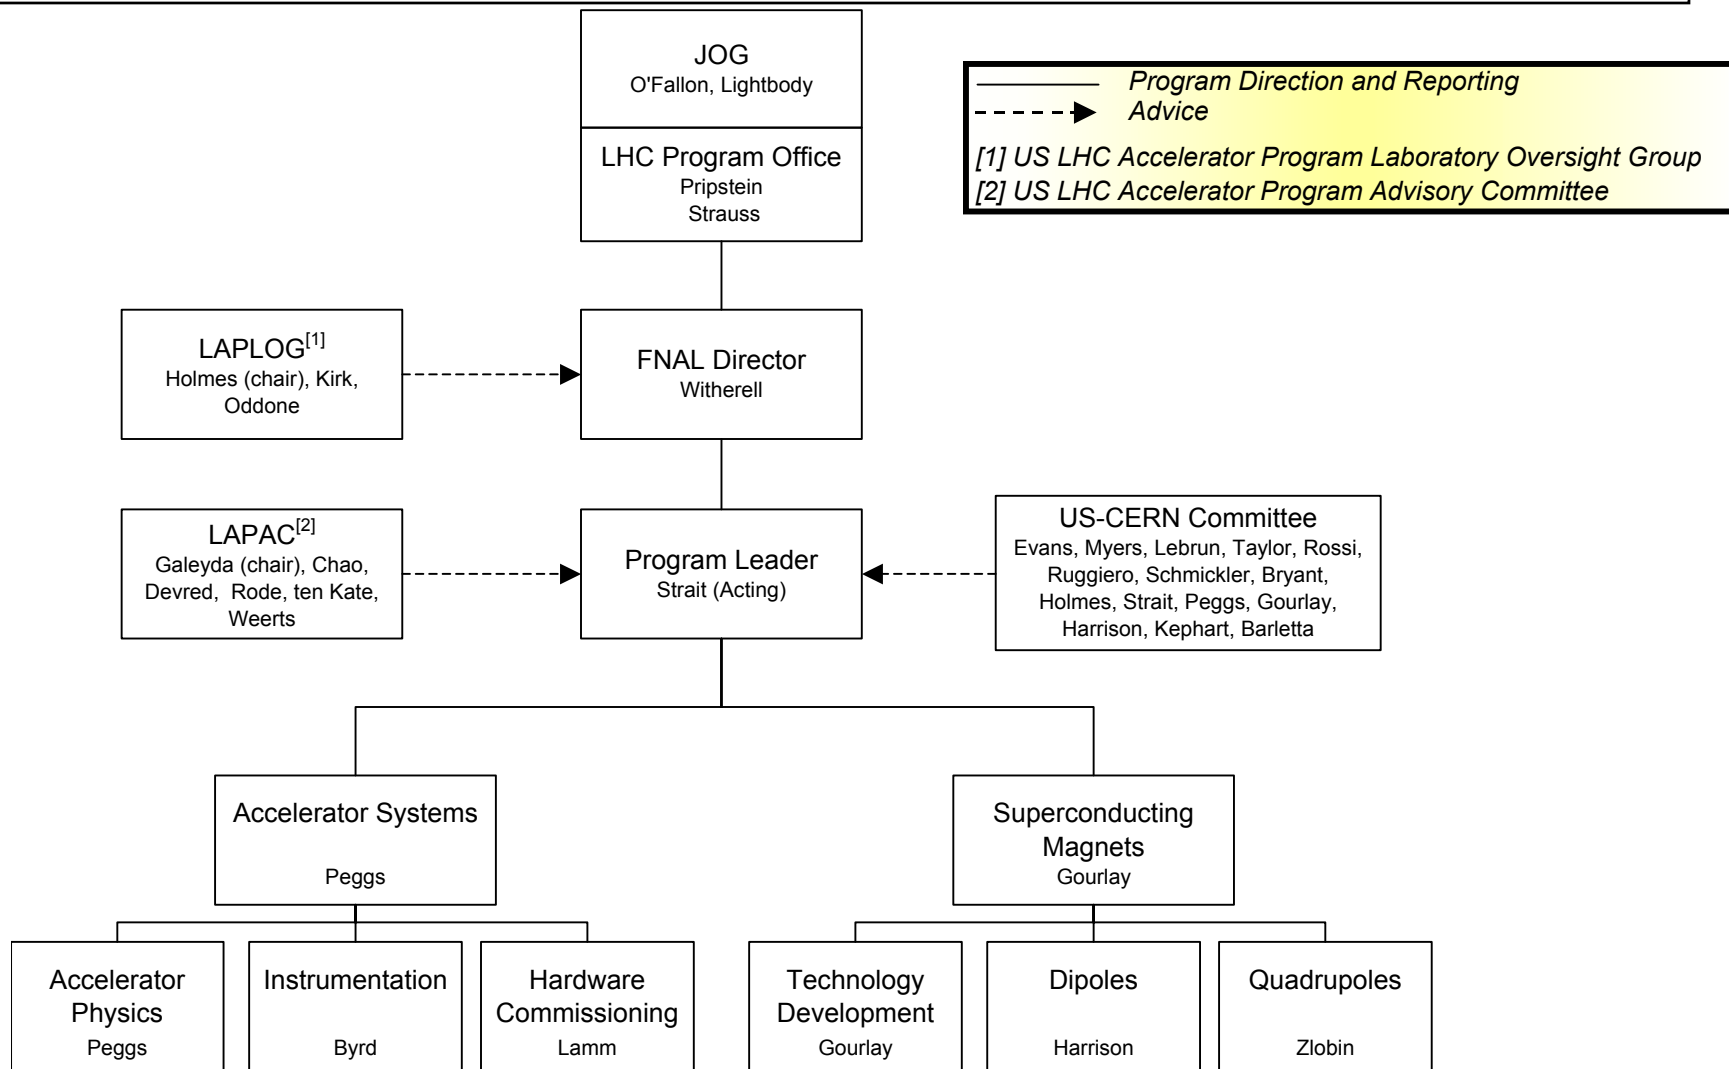 JOG
O'Fallon, Lightbody
LHC Program Office
Pripstein
Strauss
Program Direction and Reporting
Advice
[1] US LHC Accelerator Program Laboratory Oversight Group
[2] US LHC Accelerator Program Advisory Committee
LAPLOG[1]
Holmes (chair), Kirk,
Oddone
FNAL Director
Witherell
LAPAC[2]
Galeyda (chair), Chao,
Devred, Rode, ten Kate,
Weerts
Program Leader
Strait (Acting)
US-CERN Committee
Evans, Myers, Lebrun, Taylor, Rossi,
Ruggiero, Schmickler, Bryant,
Holmes, Strait, Peggs, Gourlay,
Harrison, Kephart, Barletta
Accelerator Systems
Peggs
Superconducting
Magnets
Gourlay
Accelerator
Physics
Peggs
Instrumentation
Byrd
Hardware
Commissioning
Lamm
Technology
Development
Gourlay
Dipoles
Harrison
Quadrupoles
Zlobin